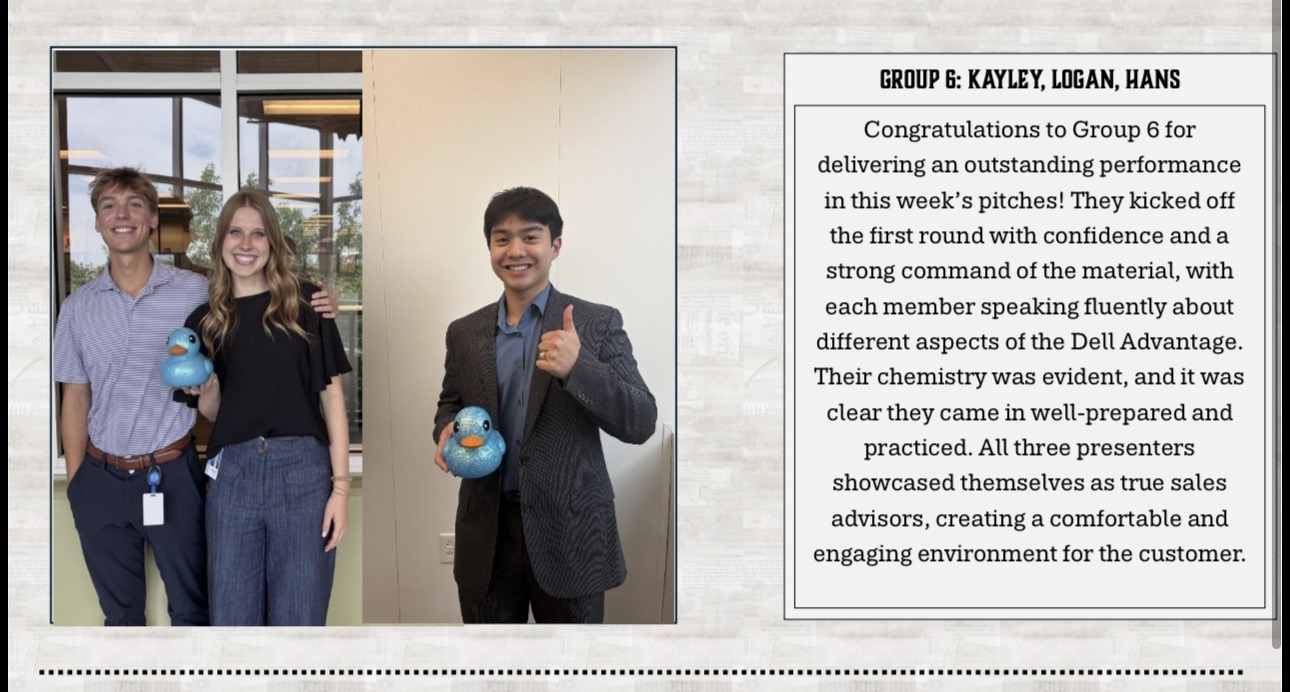 GROUP 6: KAYLEY, LOGAN, HANS
Congratulations to Group 6 for
delivering an outstanding performance
in this week’s pitches! They kicked off
the first round with confidence and a
strong command of the material, with
each member speaking fluently about
different aspects of the Dell Advantage.
Their chemistry was evident, and it was
clear they came in well-prepared and
practiced. All three presenters
showcased themselves as true sales
advisors, creating a comfortable and
engaging environment for the customer.